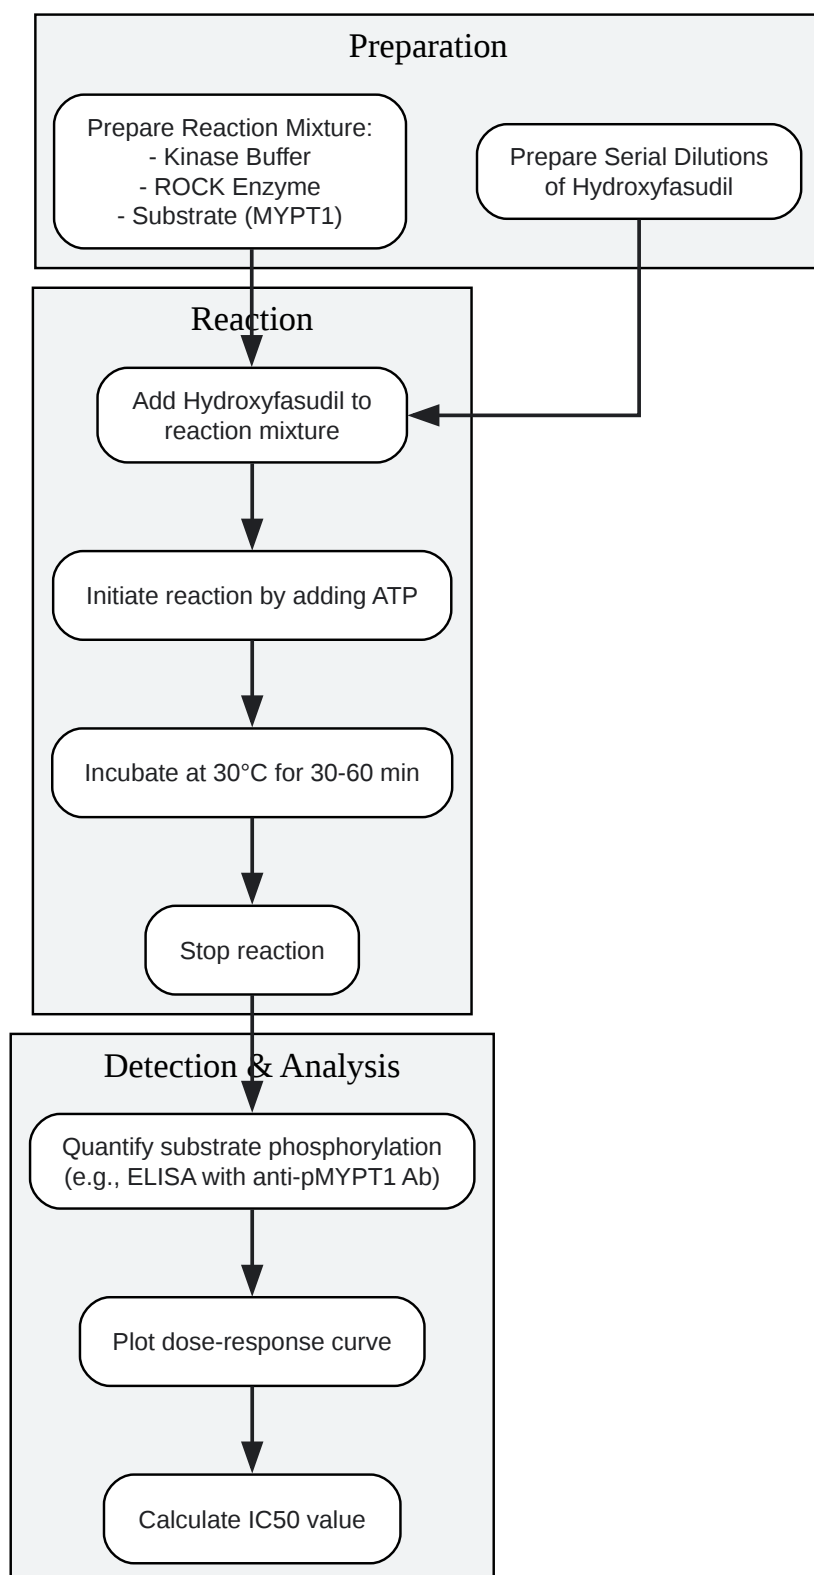 Preparation
Prepare Reaction Mixture:
- Kinase Buffer
- ROCK Enzyme
- Substrate (MYPT1)
Prepare Serial Dilutions
of Hydroxyfasudil
Reaction
Add Hydroxyfasudil to
reaction mixture
Initiate reaction by adding ATP
Incubate at 30°C for 30-60 min
Stop reaction
Detection & Analysis
Quantify substrate phosphorylation
(e.g., ELISA with anti-pMYPT1 Ab)
Plot dose-response curve
Calculate IC50 value